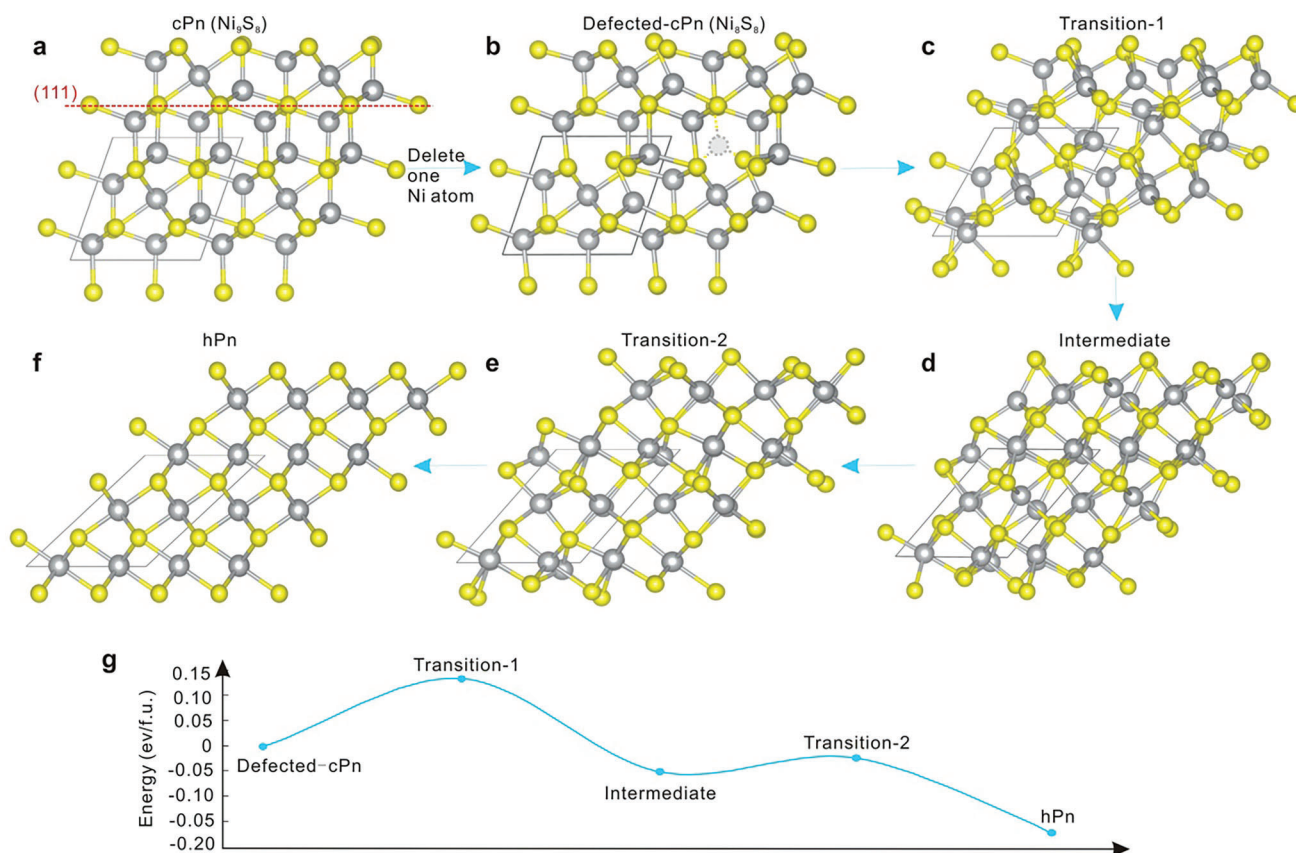 cPn (Ni₉S₈)
Defected-cPn (Ni₈S₈)
Transition-1
a
b
c
(111)
Delete
one
Ni atom
hPn
Transition-2
Intermediate
f
e
d
g
Energy (ev/f.u.)
0.15
0.10
0.05
0
-0.05
-0.10
-0.05
-0.20
Defected-cPn
Transition-1
Intermediate
Transition-2
hPn